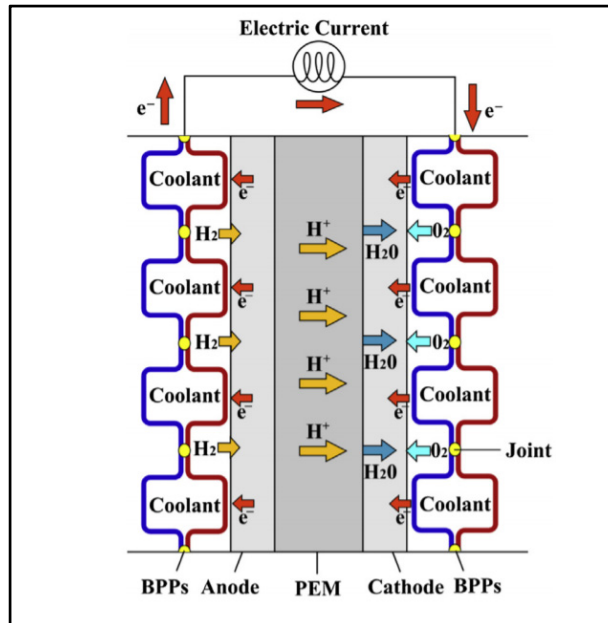 Electric Current
e⁻ e⁻
Coolant Coolant
e⁻ e⁻
H₂ H⁺ H₂0 0₂
Coolant Coolant
e⁻ H⁺ e⁻
H₂ H₂0 0₂
Coolant H⁺ Coolant
e⁻ e⁻
H₂ H⁺ H₂0 0₂ Joint
Coolant Coolant
e⁻ e⁻
BPPs Anode PEM Cathode BPPs